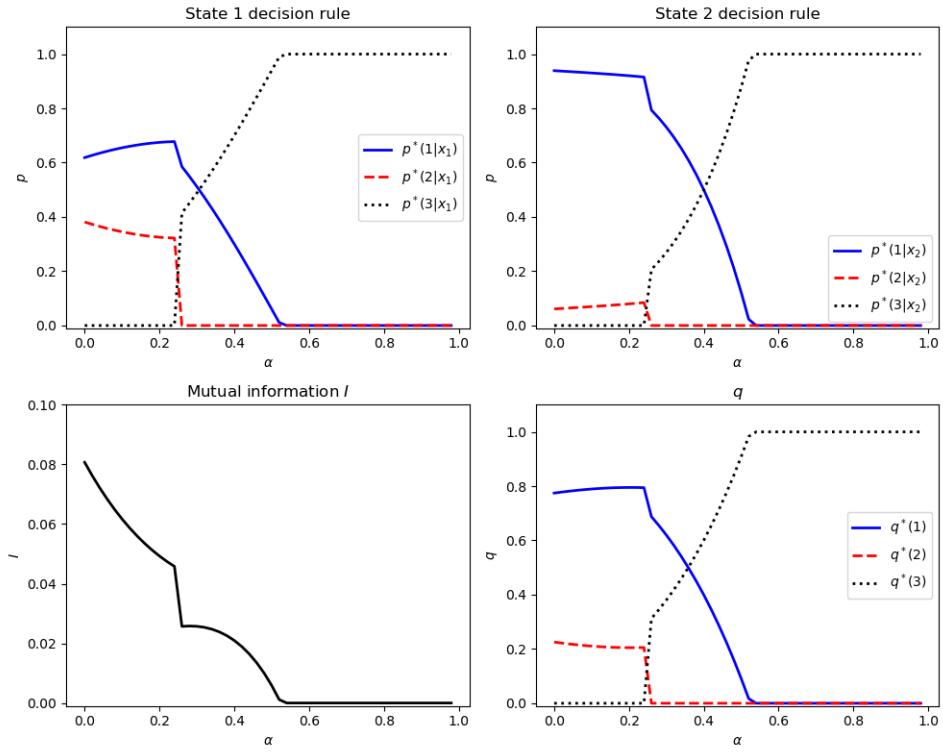 State 1 decision rule
1.0
0.8
0.6
0.4
0.2
0.0
p
p*(1|x₁)
p*(2|x₁)
p*(3|x₁)
0.0 0.2 0.4 0.6 0.8 1.0
α
State 2 decision rule
1.0
0.8
0.6
0.4
0.2
0.0
p
p*(1|x₂)
p*(2|x₂)
p*(3|x₂)
0.0 0.2 0.4 0.6 0.8 1.0
α
Mutual information I
0.10
0.08
0.06
0.04
0.02
0.00
I
0.0 0.2 0.4 0.6 0.8 1.0
α
q
1.0
0.8
0.6
0.4
0.2
0.0
q
q*(1)
q*(2)
q*(3)
0.0 0.2 0.4 0.6 0.8 1.0
α